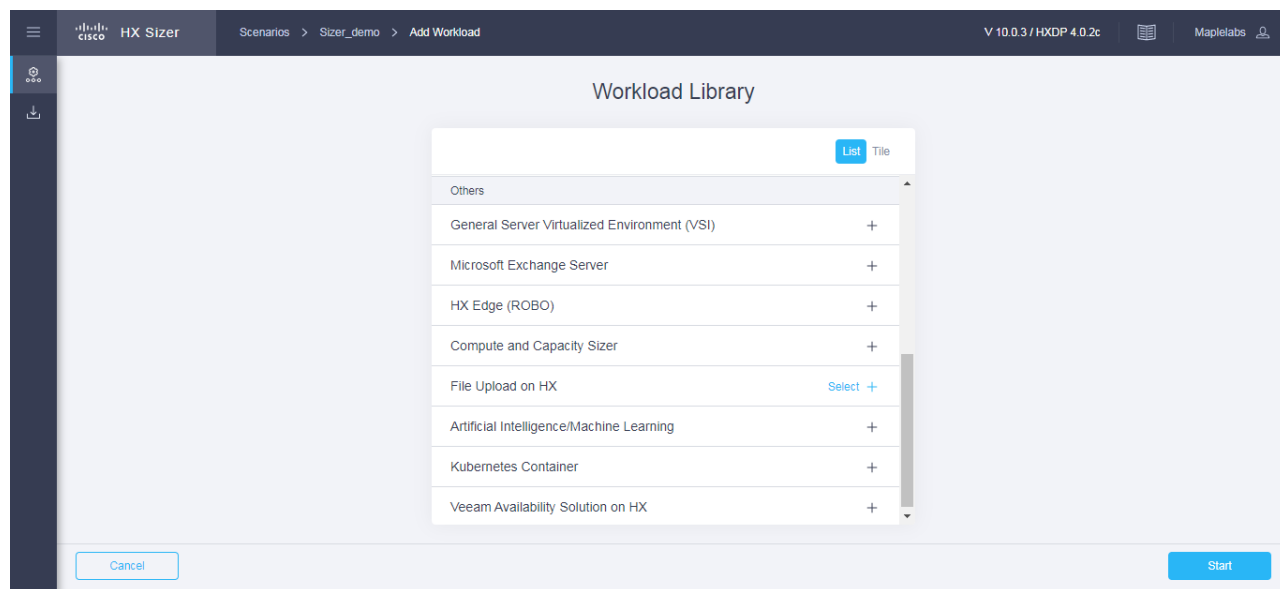 CISCO HX Sizer Scenarios > Sizer_demo > Add Workload V 10.0.3 / HXDP 4.0.2c Maplelabs
Workload Library
List Tile
Others
General Server Virtualized Environment (VSI) +
Microsoft Exchange Server +
HX Edge (ROBO) +
Compute and Capacity Sizer +
File Upload on HX Select +
Artificial Intelligence/Machine Learning +
Kubernetes Container +
Veeam Availability Solution on HX +
Cancel Start